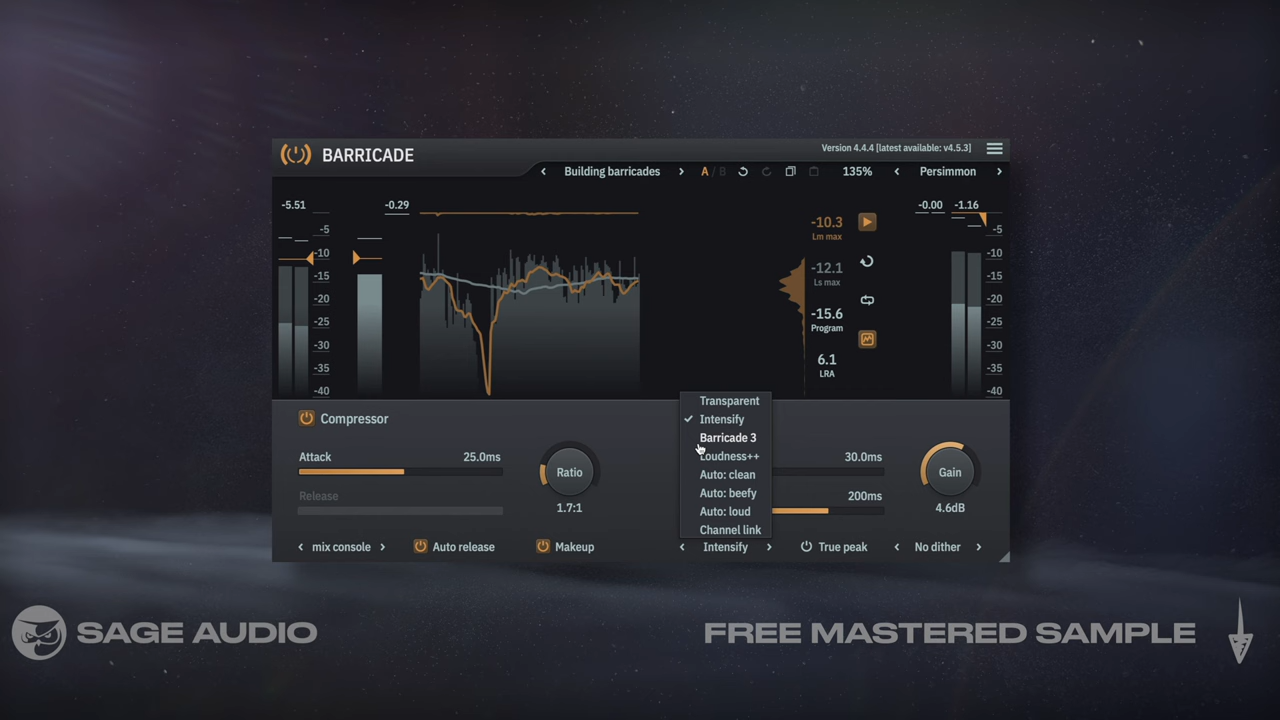 BARRICADE
Version 4.4.4 [latest available: v4.5.3]
Building barricades
A / B
135%
Persimmon
-5.51
-0.29
-0.00 -1.16
-5
-10
-15
-20
-25
-30
-35
-40
-10.3
Lm max
-12.1
Ls max
-15.6
Program
6.1
LRA
-5
-10
-15
-20
-25
-30
-35
-40
Compressor
Attack 25.0ms
Release
Ratio
1.7:1
Transparent
Intensify
Barricade 3
Loudness++
Auto: clean
Auto: beefy
Auto: loud
Channel link
30.0ms
200ms
Gain
4.6dB
mix console
Auto release
Makeup
Intensify
True peak
No dither
SAGE AUDIO
FREE MASTERED SAMPLE